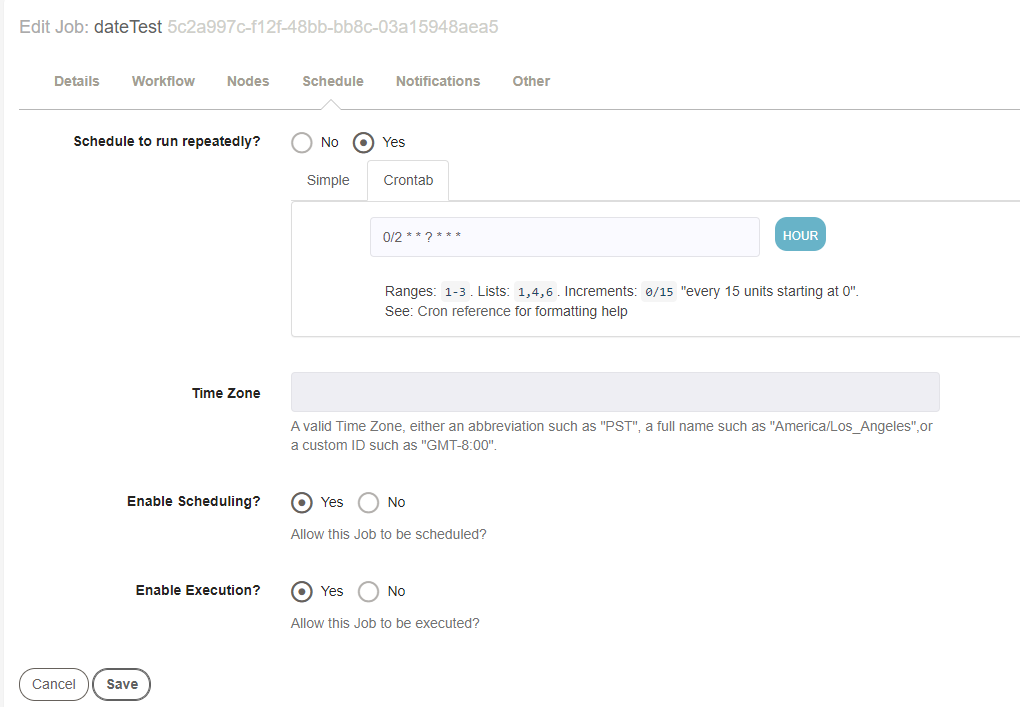 Edit Job: dateTest 5c2a997c-f12f-48bb-bb8c-03a15948aea5
Details Workflow Nodes Schedule Notifications Other
Schedule to run repeatedly? No Yes
Simple Crontab
0/2 * * ? * * * HOUR
Ranges: 1-3 . Lists: 1,4,6 . Increments: 0/15 "every 15 units starting at 0".
See: Cron reference for formatting help
Time Zone
A valid Time Zone, either an abbreviation such as "PST", a full name such as "America/Los_Angeles",or
a custom ID such as "GMT-8:00".
Enable Scheduling? Yes No
Allow this Job to be scheduled?
Enable Execution? Yes No
Allow this Job to be executed?
Cancel Save